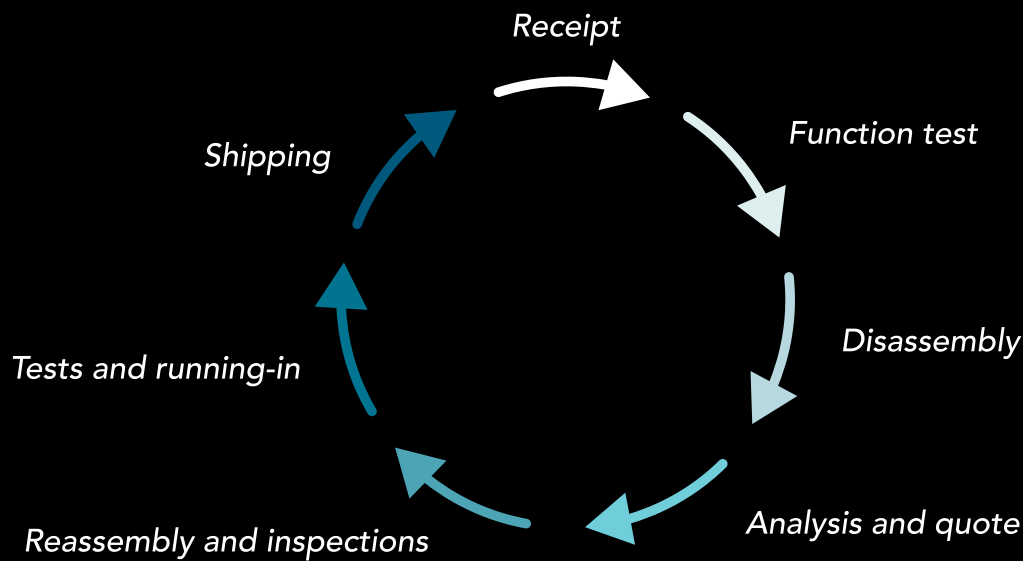 Receipt
Function test
Disassembly
Analysis and quote
Reassembly and inspections
Tests and running-in
Shipping